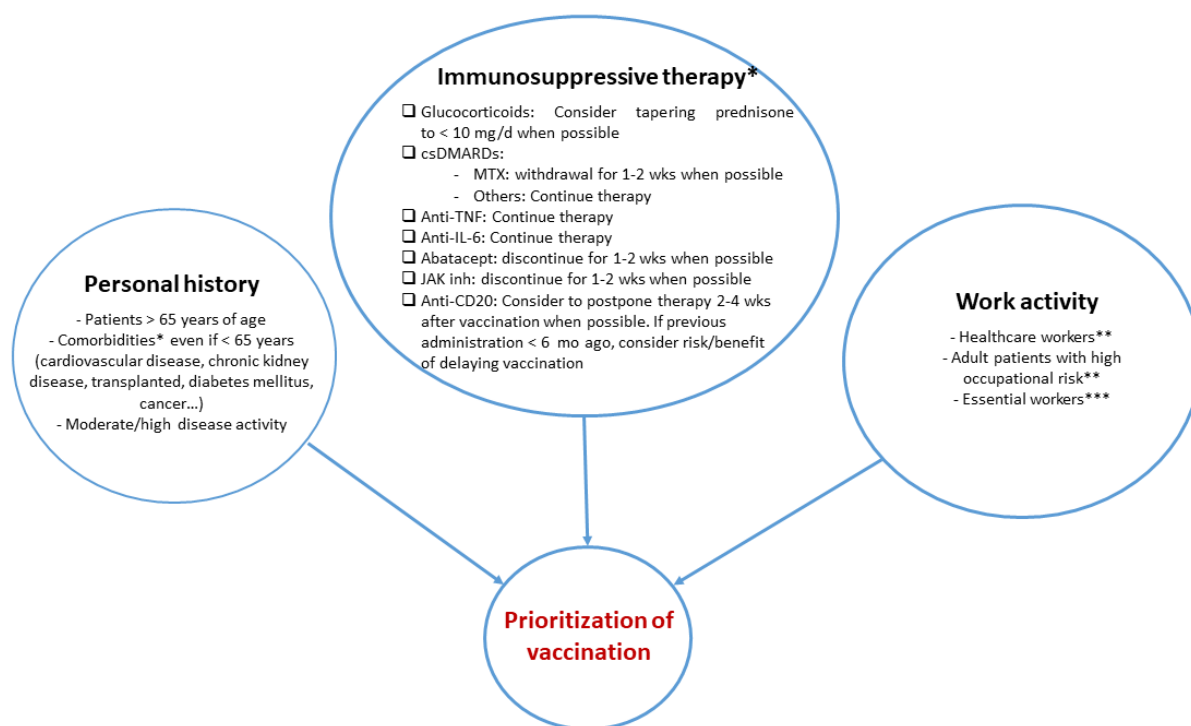 Immunosuppressive therapy*
❑ Glucocorticoids: Consider tapering prednisone
to < 10 mg/d when possible
❑ csDMARDs:
- MTX: withdrawal for 1-2 wks when possible
- Others: Continue therapy
❑ Anti-TNF: Continue therapy
❑ Anti-IL-6: Continue therapy
❑ Abatacept: discontinue for 1-2 wks when possible
❑ JAK inh: discontinue for 1-2 wks when possible
❑ Anti-CD20: Consider to postpone therapy 2-4 wks
after vaccination when possible. If previous
administration < 6 mo ago, consider risk/benefit
of delaying vaccination
Personal history
- Patients > 65 years of age
- Comorbidities* even if < 65 years
(cardiovascular disease, chronic kidney
disease, transplanted, diabetes mellitus,
cancer...)
- Moderate/high disease activity
Work activity
- Healthcare workers**
- Adult patients with high
occupational risk**
- Essential workers***
Prioritization of
vaccination